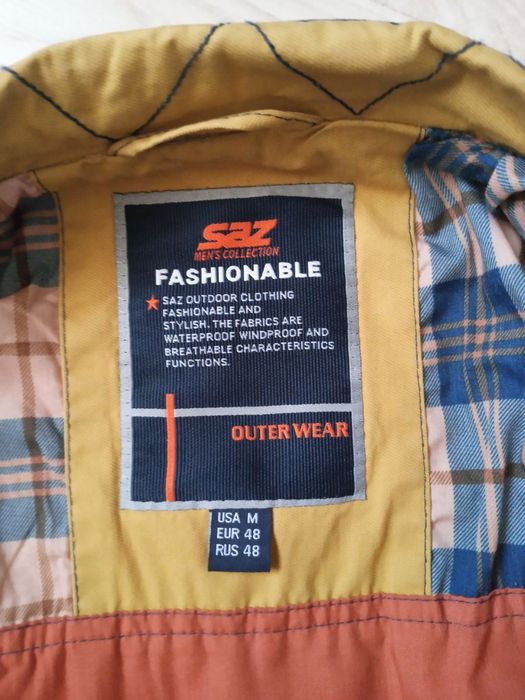 saz
MEN'S COLLECTION
FASHIONABLE
SAZ OUTDOOR CLOTHING
FASHIONABLE AND
STYLISH. THE FABRICS ARE
WATERPROOF WINDPROOF AND
BREATHABLE CHARACTERISTICS
FUNCTIONS.
OUTER WEAR
USA M
EUR 48
RUS 48